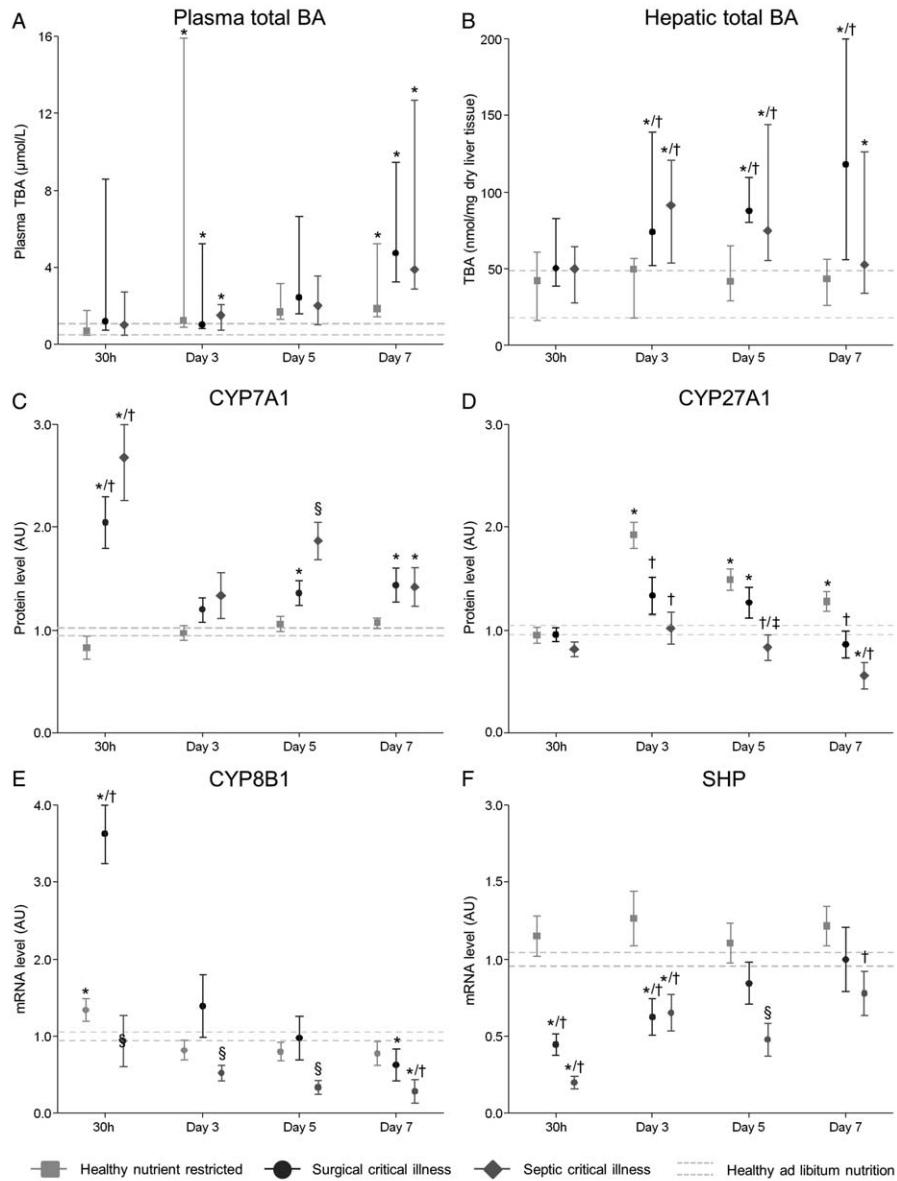 A
Plasma total BA
16
12
8
4
0
Plasma TBA (µmol/L)
*
*
*
*
*
*
30h
Day 3
Day 5
Day 7
B
Hepatic total BA
200
150
100
50
0
TBA (nmol/mg dry liver tissue)
*/†
*/†
*/†
*/†
*/†
*
30h
Day 3
Day 5
Day 7
C
CYP7A1
3.0
2.0
1.0
0.0
Protein level (AU)
*/†
*/†
*
§
*
*
30h
Day 3
Day 5
Day 7
D
CYP27A1
3.0
2.0
1.0
0.0
Protein level (AU)
*
†
†
*
*
†/‡
*
†
*/†
30h
Day 3
Day 5
Day 7
E
CYP8B1
4.0
3.0
2.0
1.0
0.0
mRNA level (AU)
*
*/†
§
§
§
*
*/†
30h
Day 3
Day 5
Day 7
F
SHP
3.0
1.5
1.0
0.5
0.0
mRNA level (AU)
*/†
*/†
*/†
*/†
§
†
30h
Day 3
Day 5
Day 7
Healthy nutrient restricted
Surgical critical illness
Septic critical illness
Healthy ad libitum nutrition